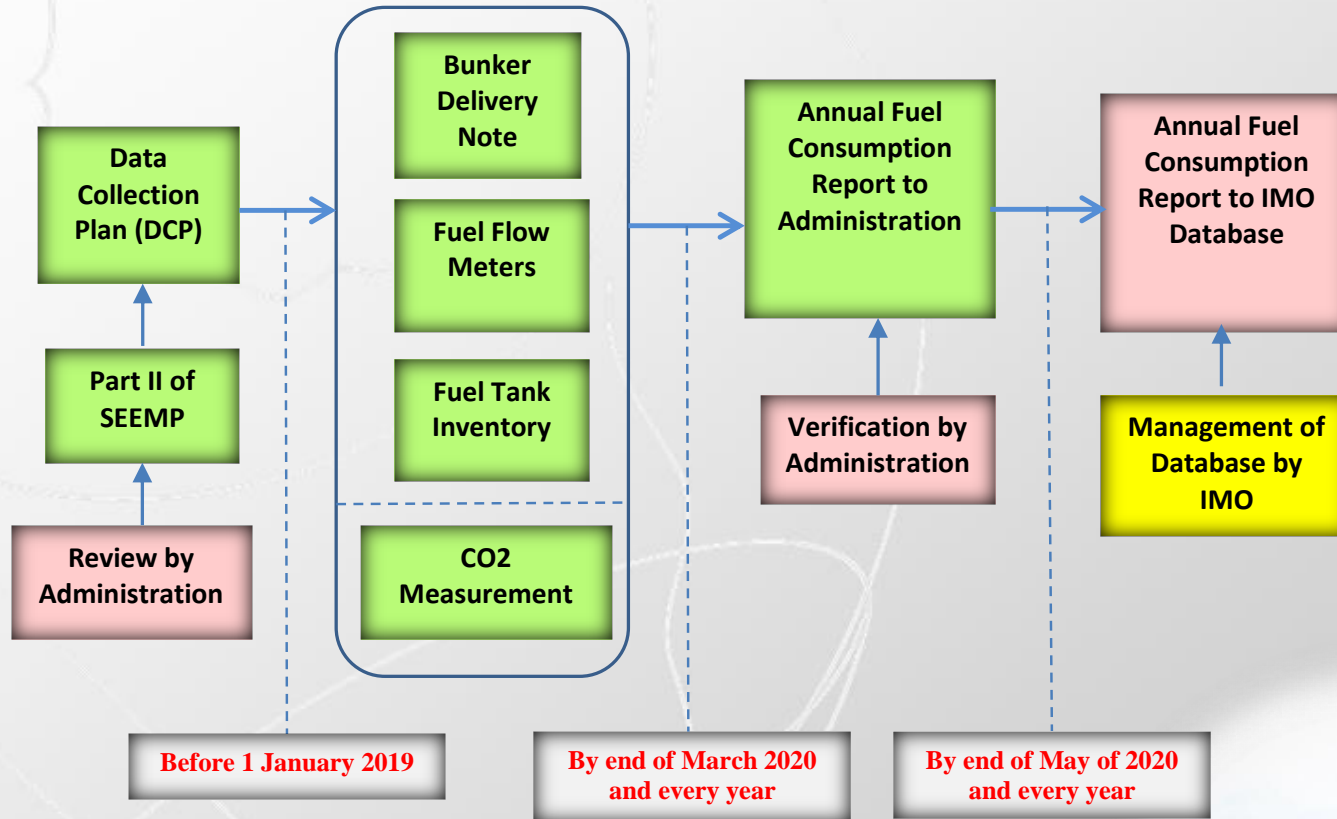 Data
Collection
Plan (DCP)
Part II of
SEEMP
Review by
Administration
Bunker
Delivery
Note
Fuel Flow
Meters
Fuel Tank
Inventory
CO2
Measurement
Annual Fuel
Consumption
Report to
Administration
Verification by
Administration
Annual Fuel
Consumption
Report to IMO
Database
Management of
Database by
IMO
Before 1 January 2019
By end of March 2020
and every year
By end of May of 2020
and every year